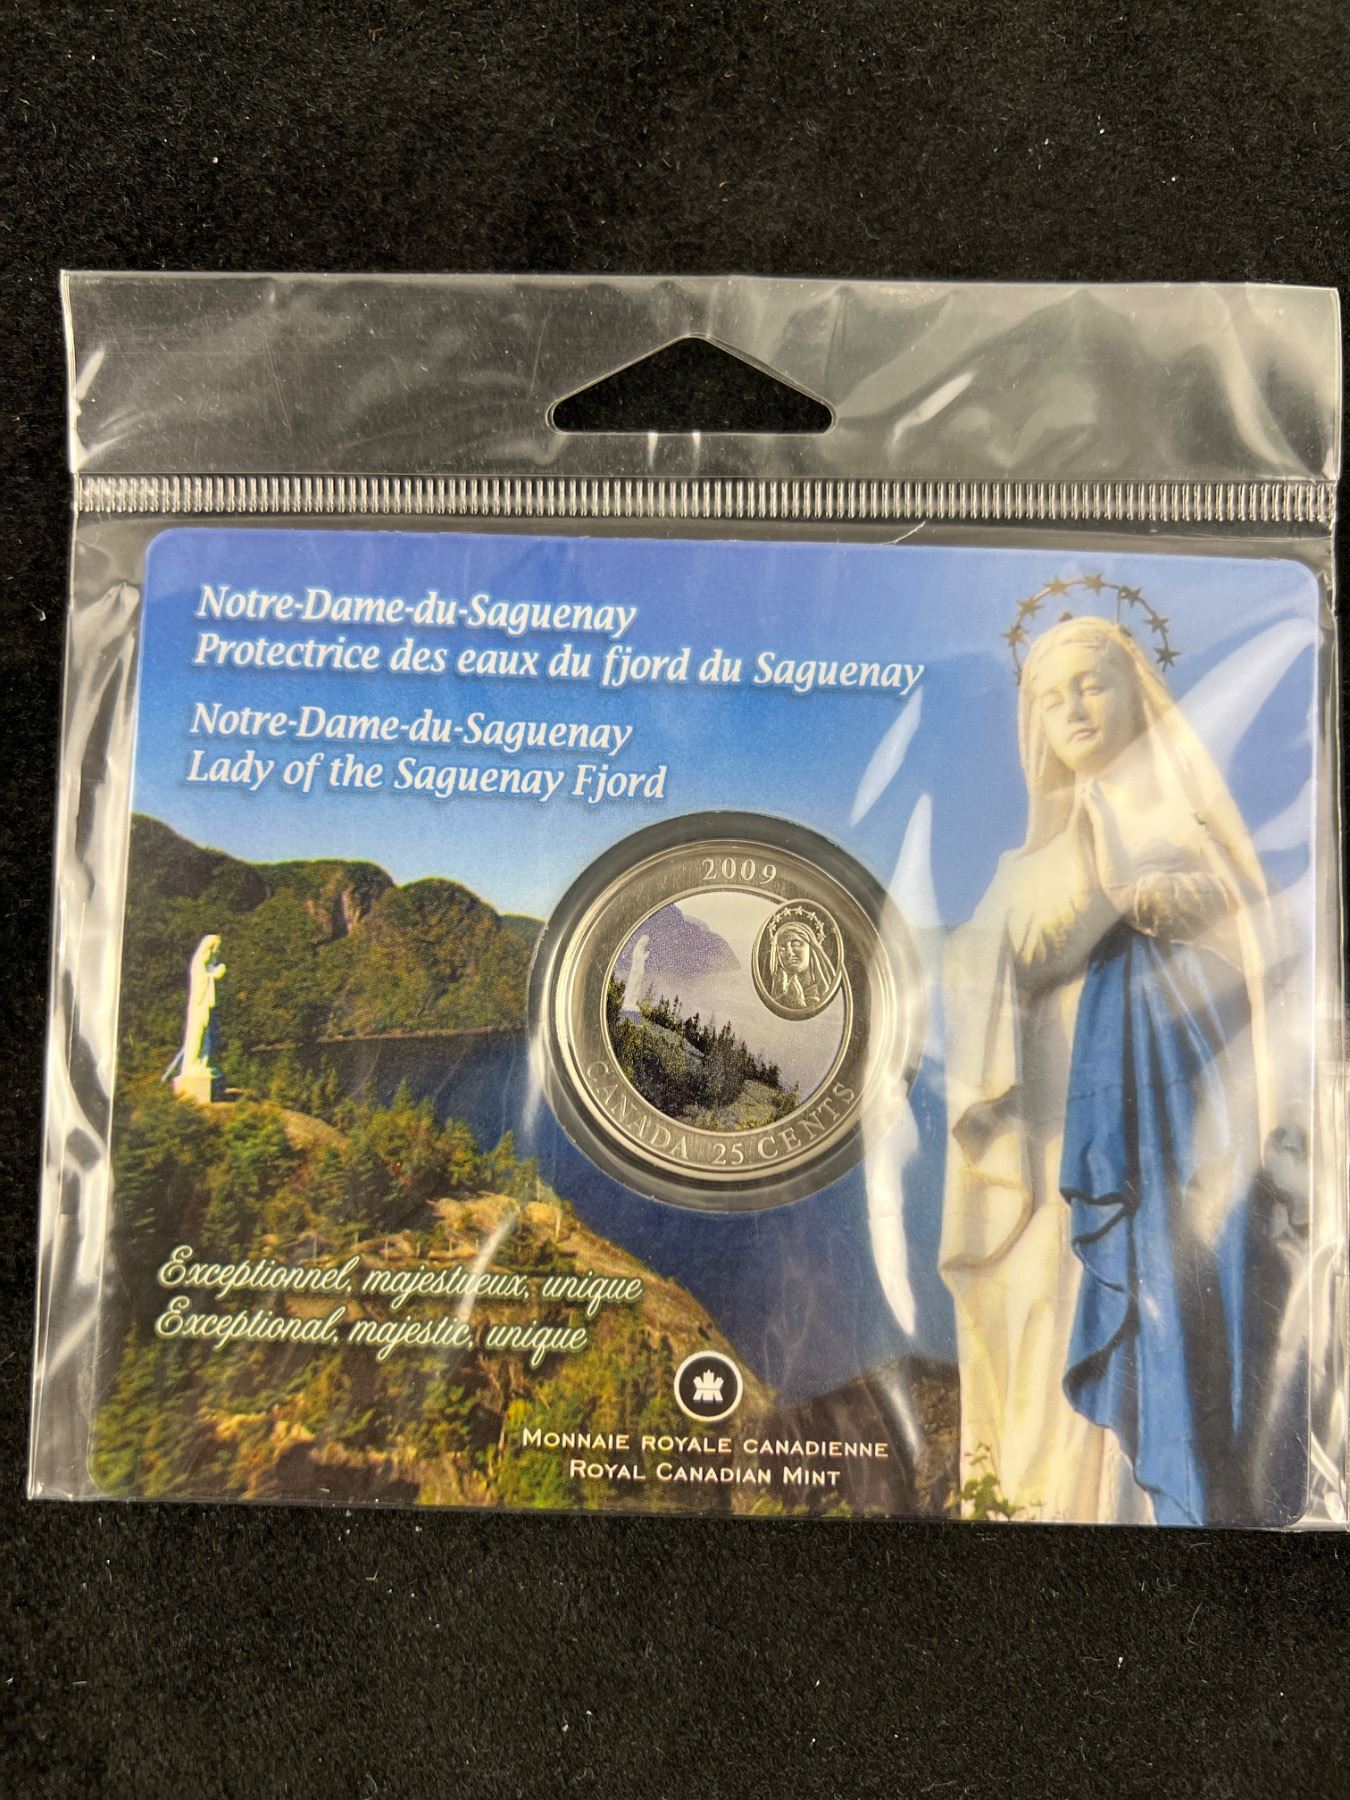 Notre-Dame-du-Saguenay
Protectrice des eaux du fjord du Saguenay
Notre-Dame-du-Saguenay
Lady of the Saguenay Fjord
2009
CANADA 25 CENTS
Exceptionnel, majestueux, unique
Exceptional, majestic, unique
MONNAIE ROYALE CANADIENNE
ROYAL CANADIAN MINT